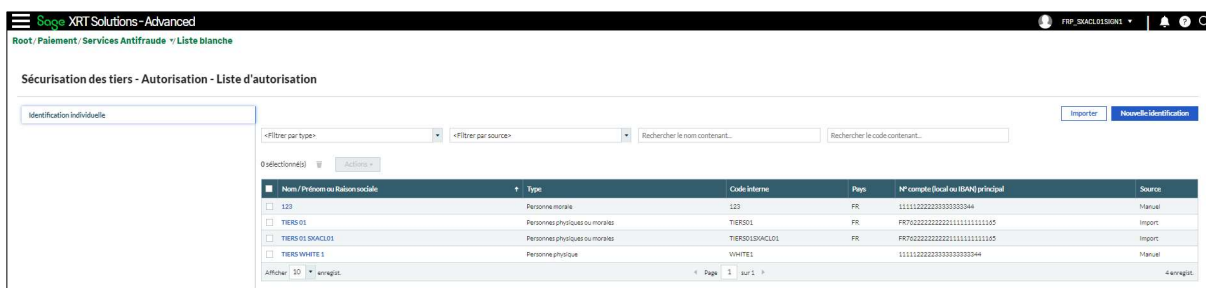 Sage XRT Solutions-Advanced FRP_SXACL01SIGN1
Root/Paiement/Services Antifraude /Liste blanche
Sécurisation des tiers - Autorisation - Liste d'autorisation
Identification individuelle
Importer Nouvelle identification
<Filtrer par type> <Filtrer par source> Rechercher le nom contenant... Rechercher le code contenant...
0 sélectionné(s) Actions
Nom / Prénom ou Raison sociale Type Code interne Pays N° compte (local ou IBAN) principal Source
123 Personne morale 123 FR Manuel
TIERS 01 Personnes physiques ou morales TIERS01 FR Import
TIERS 01 SXACL01 Personnes physiques ou morales TIERS01SXACL01 FR Import
TIERS WHITE 1 Personne physique WHITE1 Manuel
Afficher 10 enregist. Page 1 sur 1 4 enregist.